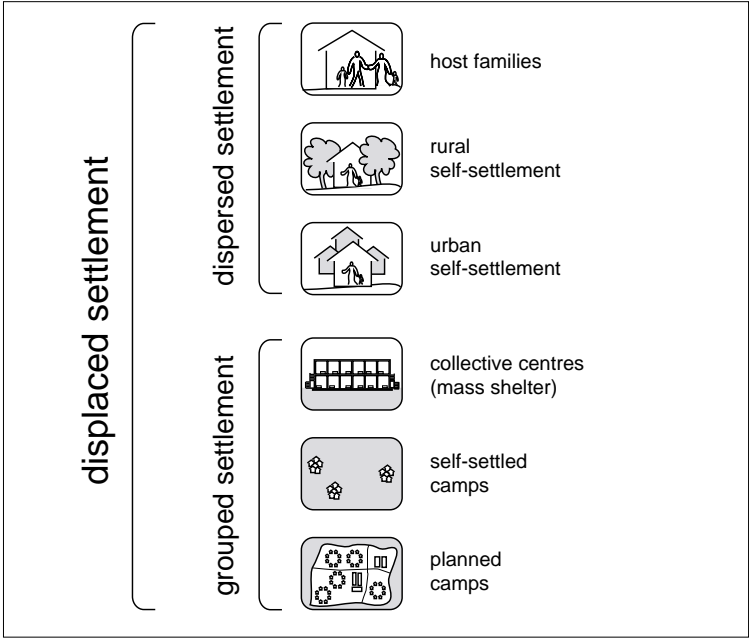 displaced settlement
dispersed settlement
host families
rural
self-settlement
urban
self-settlement
grouped settlement
collective centres
(mass shelter)
self-settled
camps
planned
camps